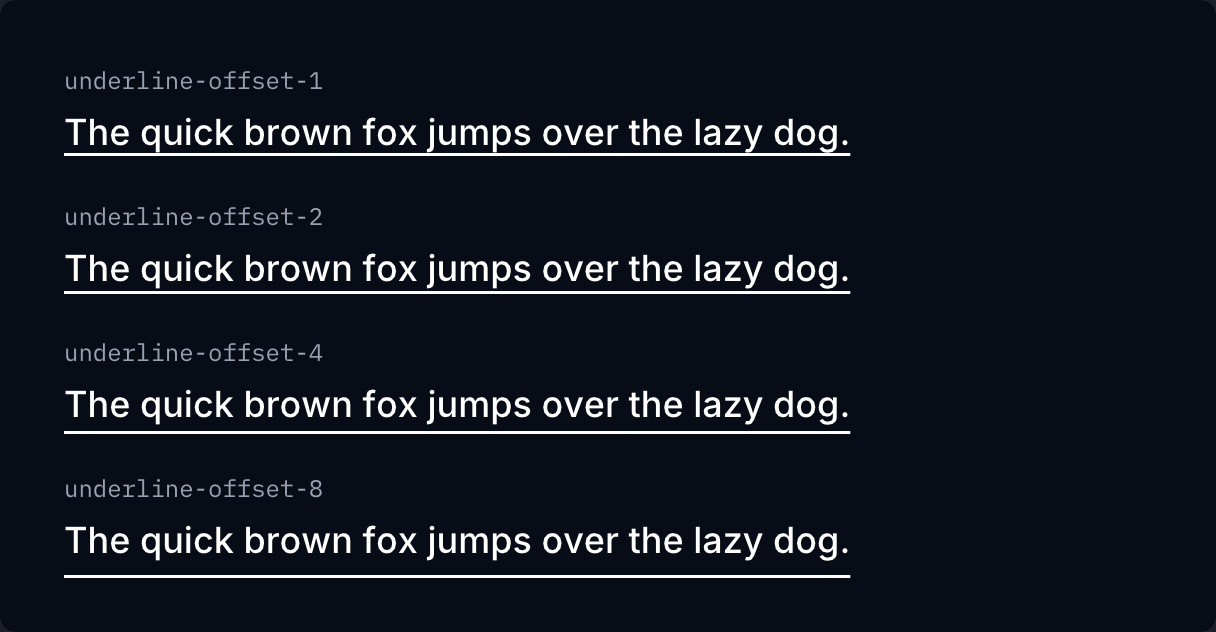 underline-offset-1
The quick brown fox jumps over the lazy dog.
underline-offset-2
The quick brown fox jumps over the lazy dog.
underline-offset-4
The quick brown fox jumps over the lazy dog.
underline-offset-8
The quick brown fox jumps over the lazy dog.